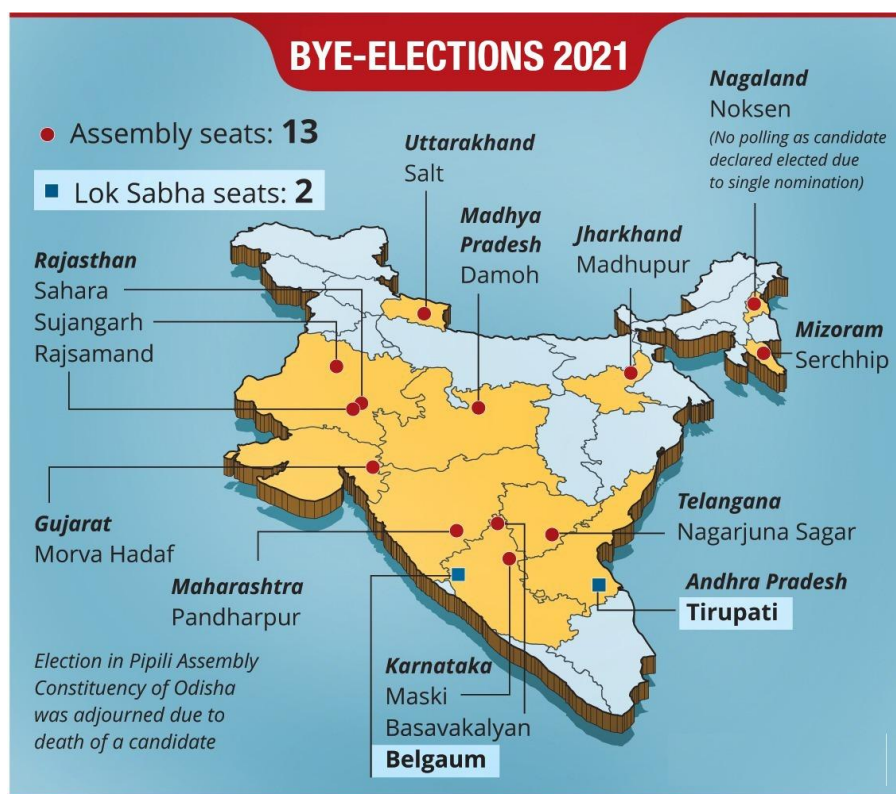 BYE-ELECTIONS 2021
Assembly seats: 13
Lok Sabha seats: 2
Nagaland
Noksen
(No polling as candidate
declared elected due
to single nomination)
Uttarakhand
Salt
Madhya
Pradesh
Damoh
Jharkhand
Madhupur
Rajasthan
Sahara
Sujangarh
Rajsamand
Mizoram
Serchhip
Gujarat
Morva Hadaf
Telangana
Nagarjuna Sagar
Maharashtra
Pandharpur
Andhra Pradesh
Tirupati
Karnataka
Maski
Basavakalyan
Belgaum
Election in Pipili Assembly
Constituency of Odisha
was adjourned due to
death of a candidate